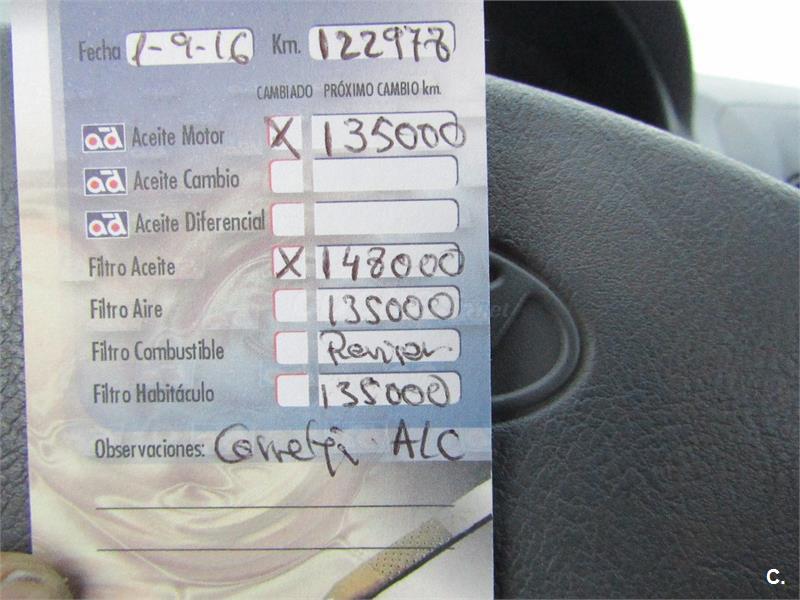 Fecha 1-9-16 Km. 122978
CAMBIADO PRÓXIMO CAMBIO km.
ad Aceite Motor X 135000
ad Aceite Cambio
ad Aceite Diferencial
Filtro Aceite X 148000
Filtro Aire 135000
Filtro Combustible
Filtro Habitáculo 135000
Observaciones: ALC
C.